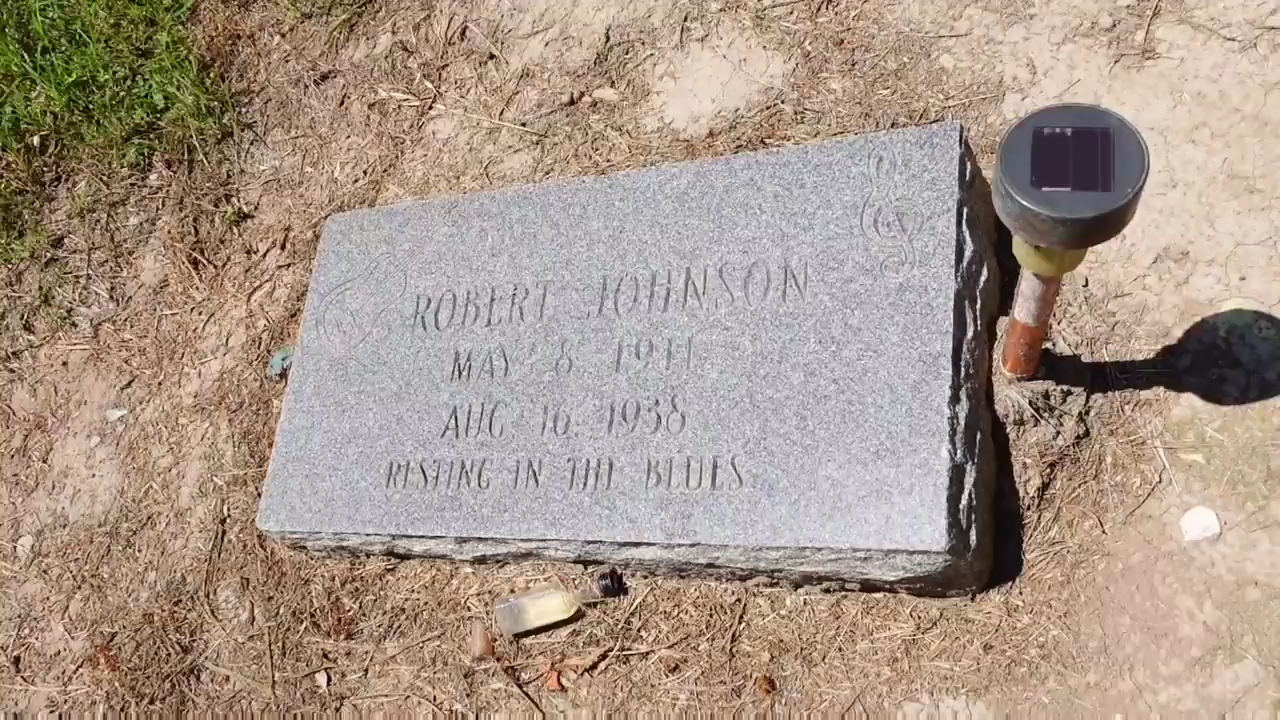 ROBERT JOHNSON
MAY 8 1911
AUG 16 1938
RESTING IN THE BLUES